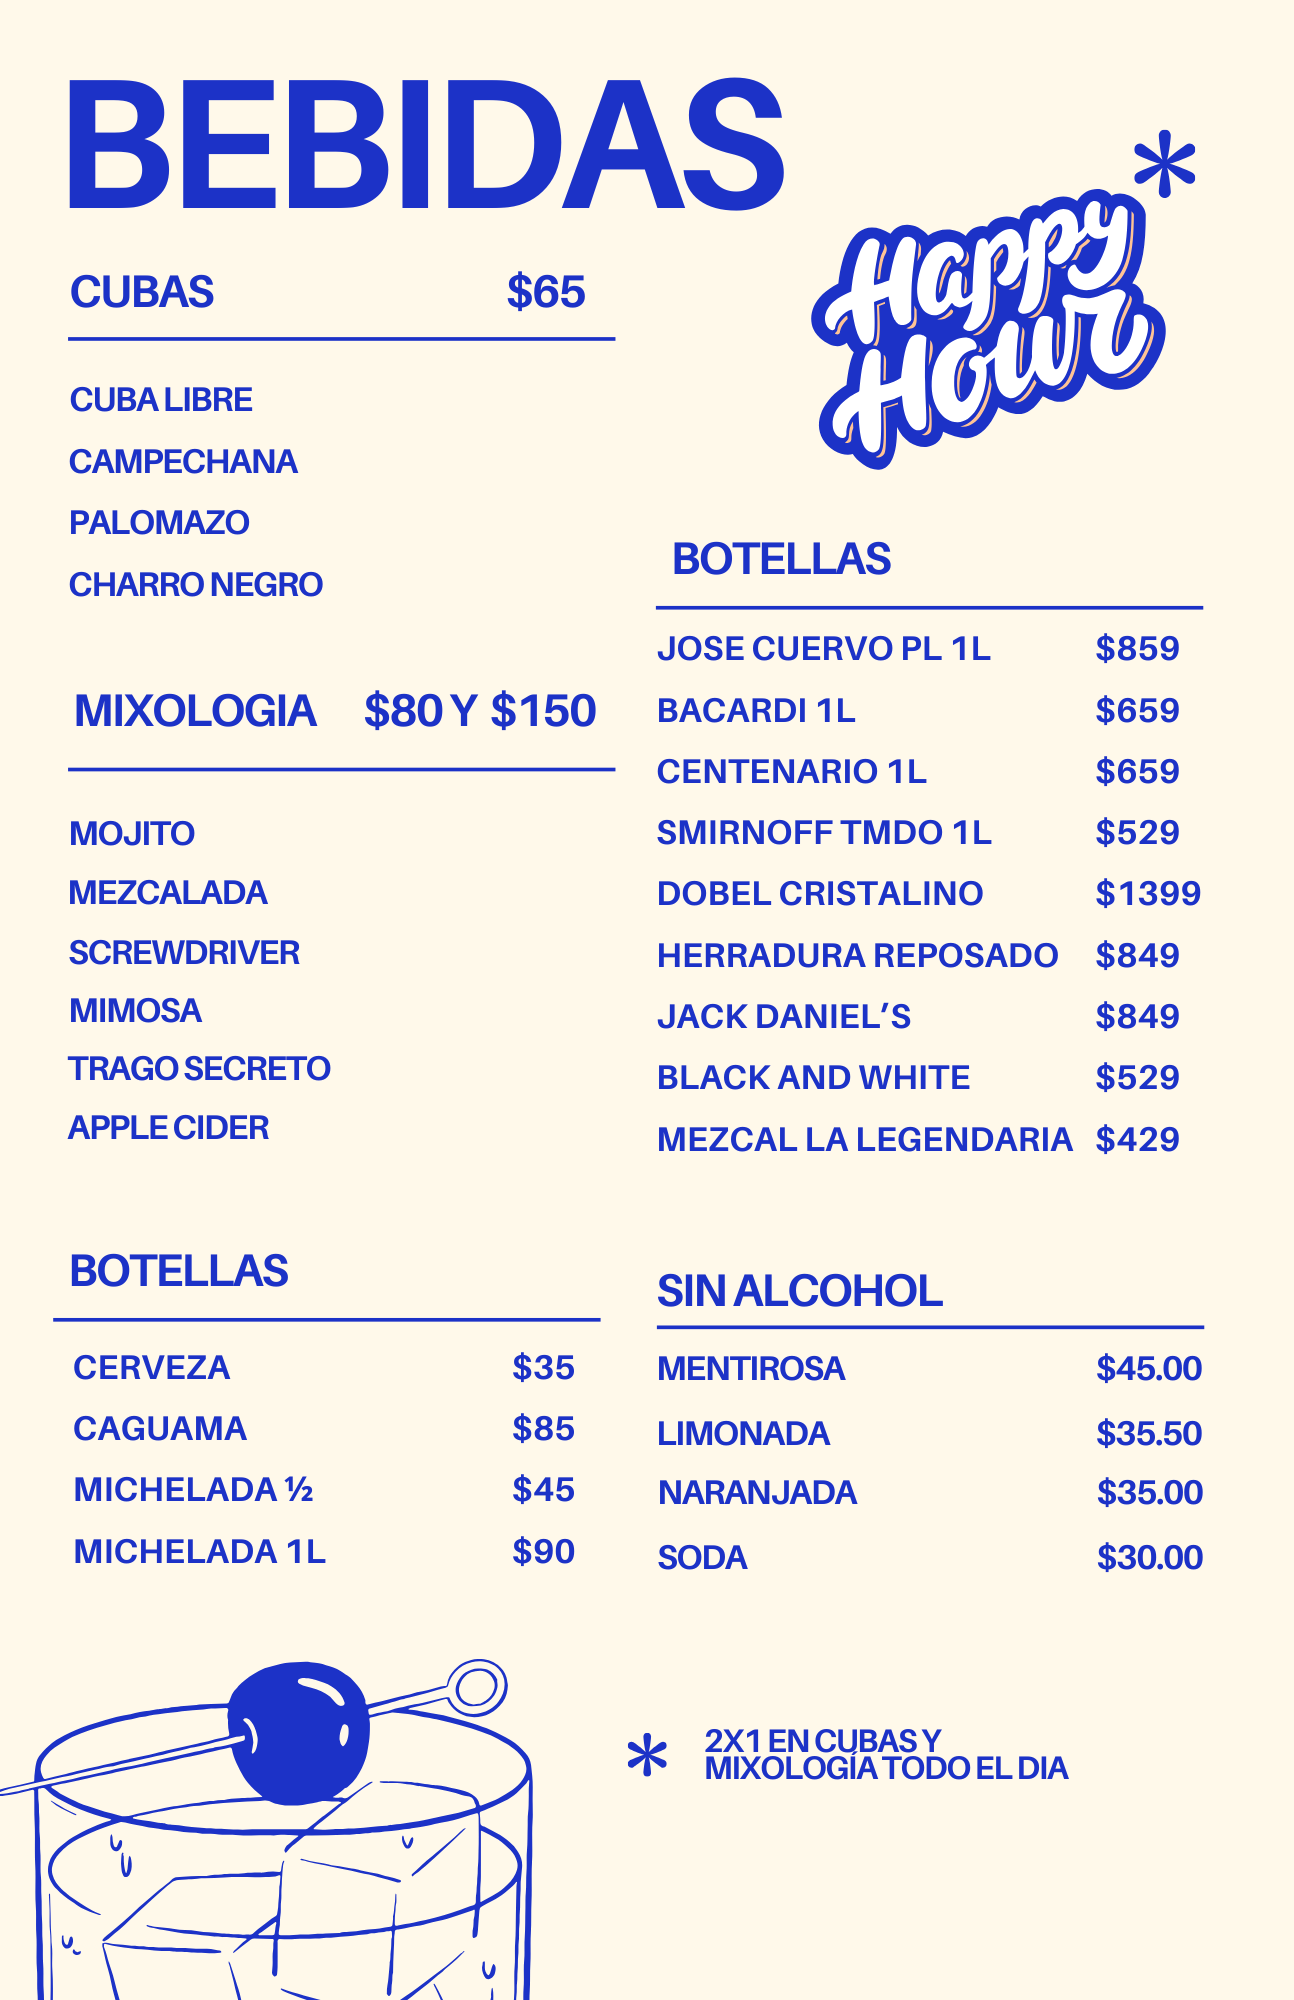 BEBIDAS
*
Happy
Hour
CUBAS $65
CUBA LIBRE
CAMPECHANA
PALOMAZO
CHARRO NEGRO
MIXOLOGIA $80 Y $150
MOJITO
MEZCALADA
SCREWDRIVER
MIMOSA
TRAGO SECRETO
APPLE CIDER
BOTELLAS
CERVEZA $35
CAGUAMA $85
MICHELADA ½ $45
MICHELADA 1L $90
BOTELLAS
JOSE CUERVO PL 1L $859
BACARDI 1L $659
CENTENARIO 1L $659
SMIRNOFF TMDO 1L $529
DOBEL CRISTALINO $1399
HERRADURA REPOSADO $849
JACK DANIEL’S $849
BLACK AND WHITE $529
MEZCAL LA LEGENDARIA $429
SIN ALCOHOL
MENTIROSA $45.00
LIMONADA $35.50
NARANJADA $35.00
SODA $30.00
* 2X1 EN CUBAS Y
MIXOLOGÍA TODO EL DIA